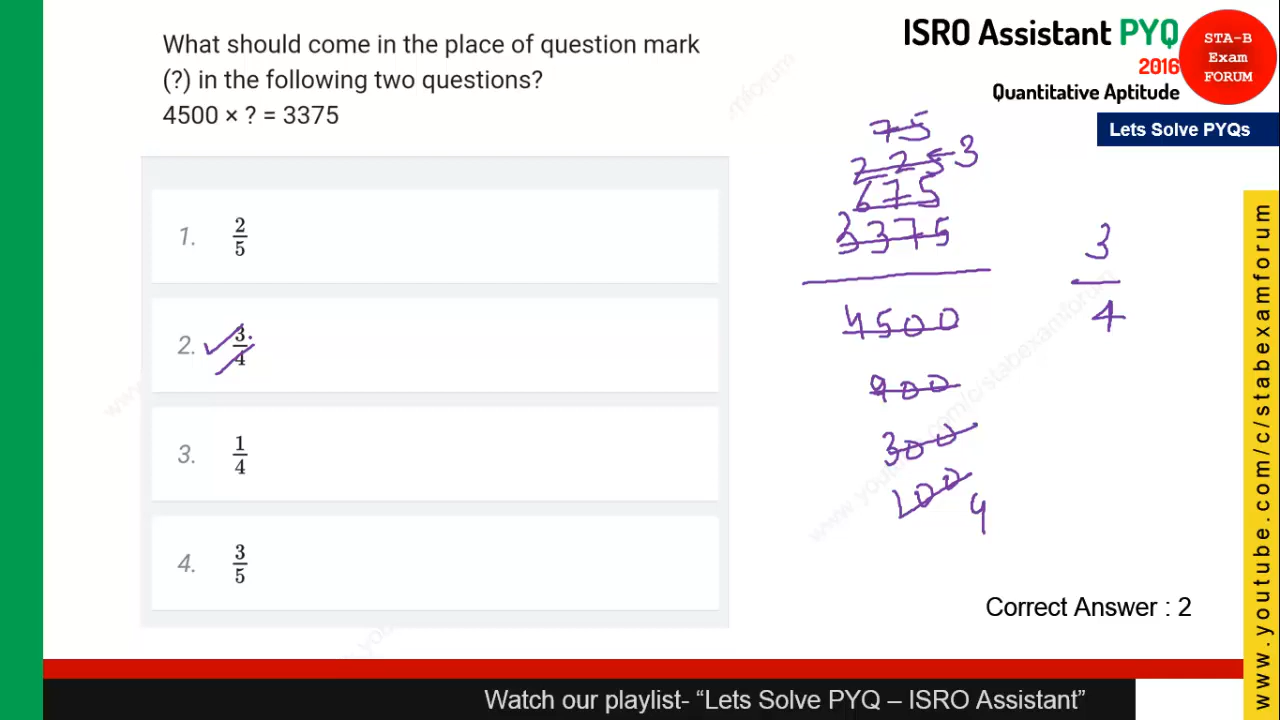 What should come in the place of question mark
(?) in the following two questions?
4500 × ? = 3375
1. 2/5
2. 3/4
3. 1/4
4. 3/5
ISRO Assistant PYQ
2016
Quantitative Aptitude
STA-B
Exam
FORUM
Lets Solve PYQs
75
225 ← 3
675
3375
4500
900
300
100 4
3
4
Correct Answer : 2
www.youtube.com/c/stabexamforum
Watch our playlist- “Lets Solve PYQ – ISRO Assistant”